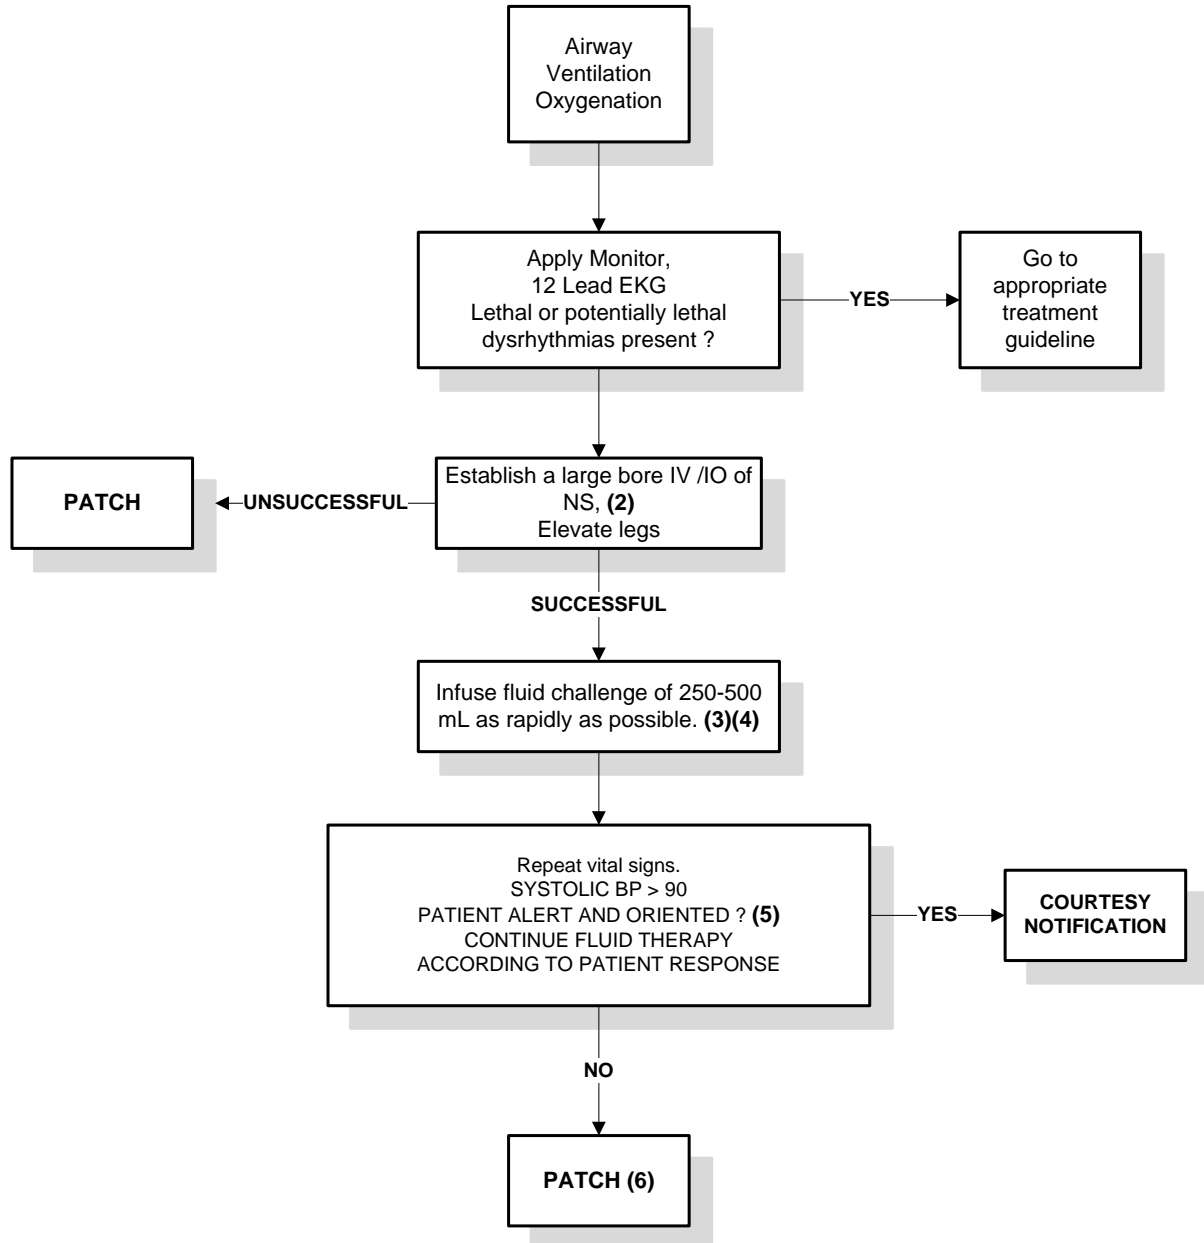 Airway
Ventilation
Oxygenation
Apply Monitor,
12 Lead EKG
Lethal or potentially lethal
dysrhythmias present ?
YES
Go to
appropriate
treatment
guideline
PATCH
UNSUCCESSFUL
Establish a large bore IV /IO of
NS, (2)
Elevate legs
SUCCESSFUL
Infuse fluid challenge of 250-500
mL as rapidly as possible. (3)(4)
Repeat vital signs.
SYSTOLIC BP > 90
PATIENT ALERT AND ORIENTED ? (5)
CONTINUE FLUID THERAPY
ACCORDING TO PATIENT RESPONSE
YES
COURTESY
NOTIFICATION
NO
PATCH (6)